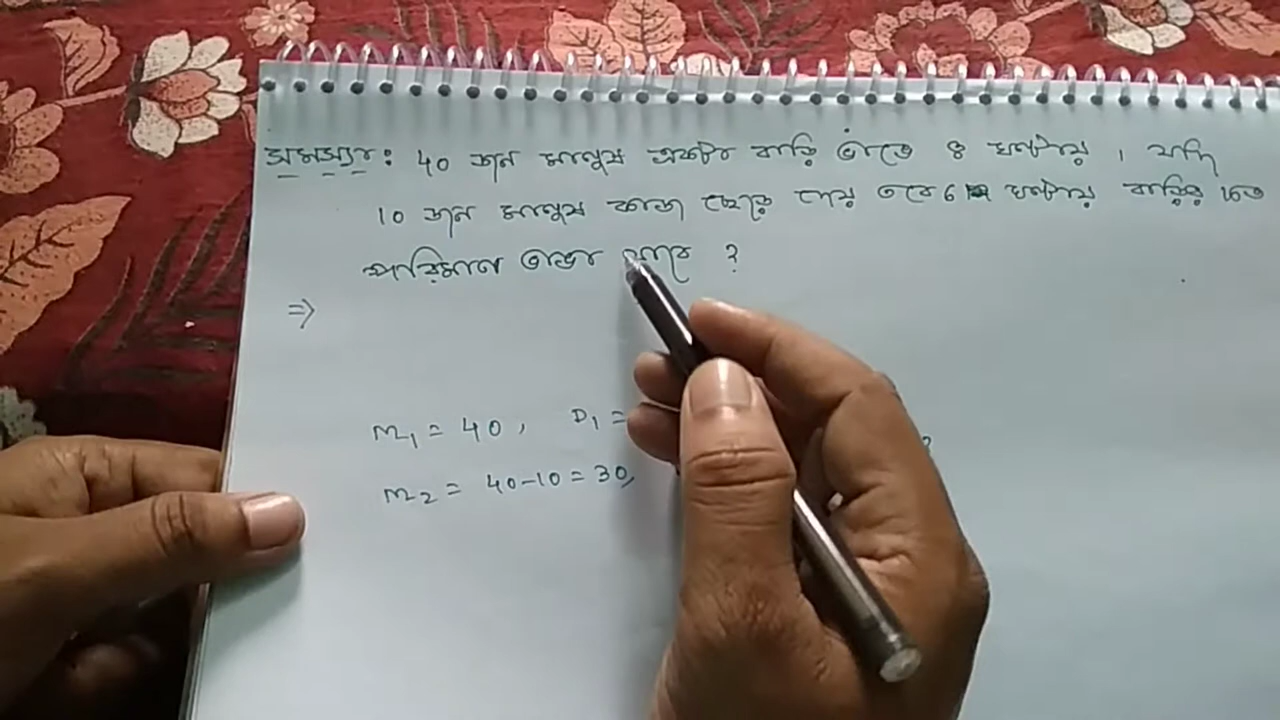 সমস্যা : 40 জন মানুষ একটা বাড়ি ভাঙে 8 ঘণ্টায় । যদি
10 জন মানুষ কাজ ছেড়ে দেয় তবে 6 ঘণ্টায় বাড়ির কত
পরিমান ভাঙা যাবে ?
⇒
M₁ = 40, D₁ =
M₂ = 40-10 = 30,